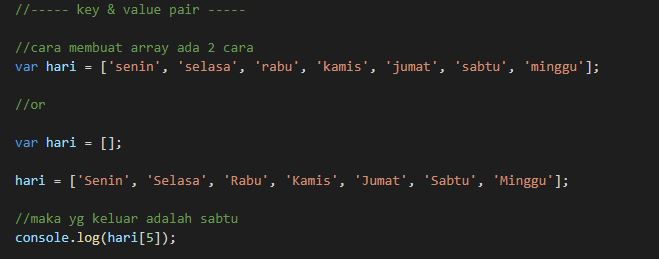 //----- key & value pair -----
//cara membuat array ada 2 cara
var hari = ['senin', 'selasa', 'rabu', 'kamis', 'jumat', 'sabtu', 'minggu'];
//or
var hari = [];
hari = ['Senin', 'Selasa', 'Rabu', 'Kamis', 'Jumat', 'Sabtu', 'Minggu'];
//maka yg keluar adalah sabtu
console.log(hari[5]);